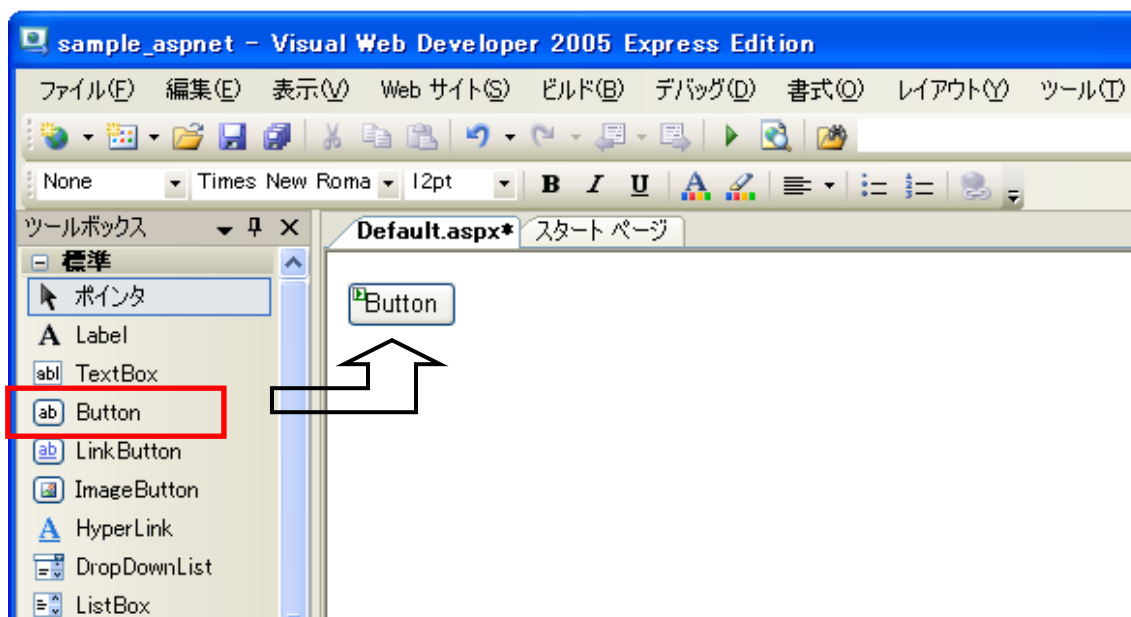 sample_aspnet - Visual Web Developer 2005 Express Edition
ファイル(F) 編集(E) 表示(V) Web サイト(S) ビルド(B) デバッグ(D) 書式(O) レイアウト(Y) ツール(T)
None Times New Roma 12pt B I U A
ツールボックス Default.aspx* スタート ページ
標準
ポインタ
Button
A Label
abl TextBox
ab Button
ab LinkButton
ImageButton
A HyperLink
DropDownList
ListBox